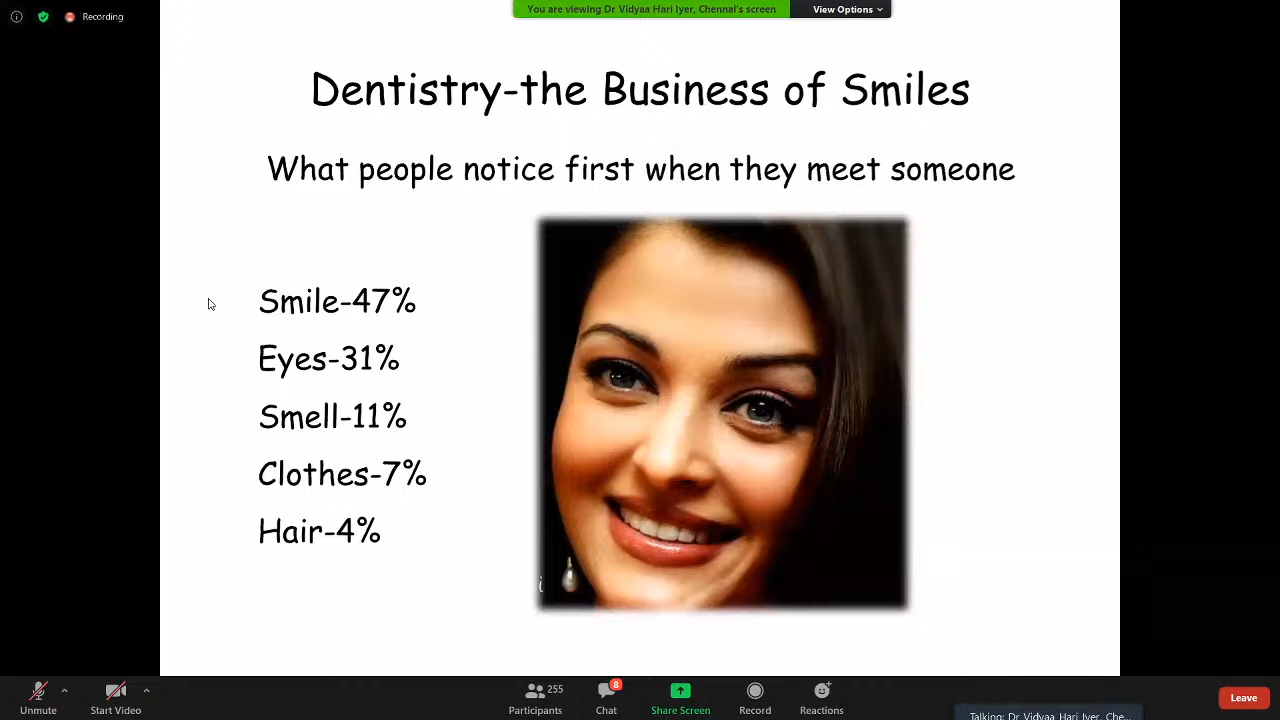 Recording
You are viewing Dr Vidyaa Hari Iyer, Chennai's screen
View Options
Dentistry-the Business of Smiles
What people notice first when they meet someone
Smile-47%
Eyes-31%
Smell-11%
Clothes-7%
Hair-4%
i
Unmute
Start Video
255
Participants
8
Chat
Share Screen
Record
Reactions
Leave
Talking: Dr Vidyaa Hari Iyer, Che...